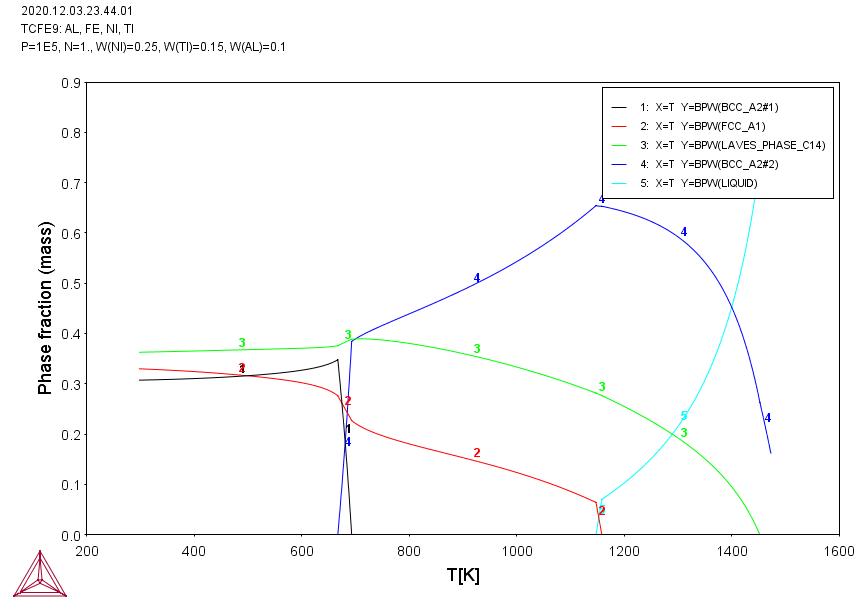 2020.12.03.23.44.01
TCFE9: AL, FE, NI, TI
P=1E5, N=1., W(NI)=0.25, W(TI)=0.15, W(AL)=0.1
1: X=T Y=BPW(BCC_A2#1)
2: X=T Y=BPW(FCC_A1)
3: X=T Y=BPW(LAVES_PHASE_C14)
4: X=T Y=BPW(BCC_A2#2)
5: X=T Y=BPW(LIQUID)
Phase fraction (mass)
0.9
0.8
0.7
0.6
0.5
0.4
0.3
0.2
0.1
0.0
4
4
4
3
3
3
2
2
5
3
3
4
1
4
2
200 400 600 800 1000 1200 1400 1600
T[K]